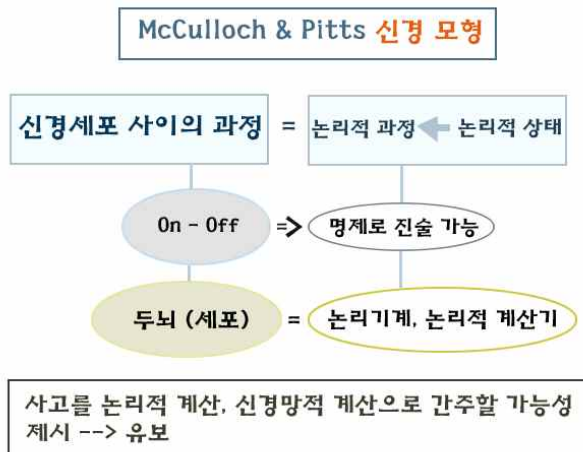 McCulloch & Pitts 신경 모형
신경세포 사이의 과정 = 논리적 과정 ← 논리적 상태
On - Off => 명제로 진술 가능
두뇌 (세포) = 논리기계, 논리적 계산기
사고를 논리적 계산, 신경망적 계산으로 간주할 가능성
제시 --> 유보